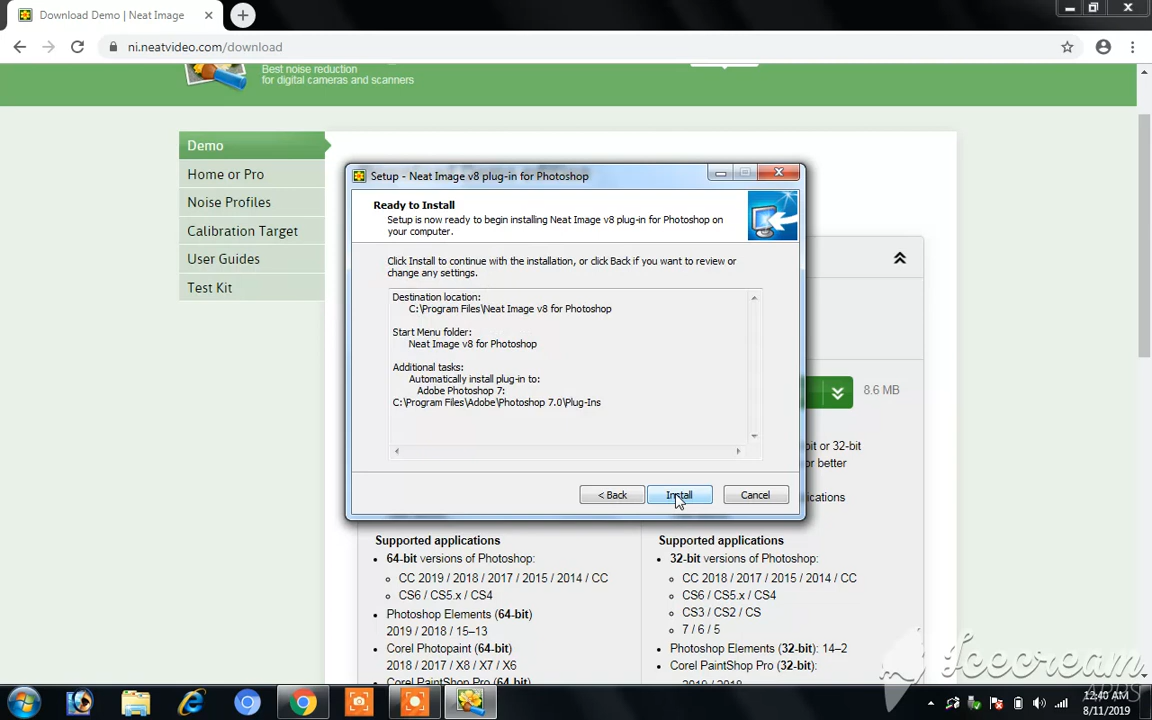 Download Demo | Neat Image
ni.neatvideo.com/download
Best noise reduction
for digital cameras and scanners
Demo
Home or Pro
Noise Profiles
Calibration Target
User Guides
Test Kit
Setup - Neat Image v8 plug-in for Photoshop
Ready to Install
Setup is now ready to begin installing Neat Image v8 plug-in for Photoshop on
your computer.
Click Install to continue with the installation, or click Back if you want to review or
change any settings.
Destination location:
C:\Program Files\Neat Image v8 for Photoshop
Start Menu folder:
Neat Image v8 for Photoshop
Additional tasks:
Automatically install plug-in to:
Adobe Photoshop 7:
C:\Program Files\Adobe\Photoshop 7.0\Plug-Ins
< Back
Install
Cancel
8.6 MB
bit or 32-bit
or better
Supported applications
• 64-bit versions of Photoshop:
CC 2019 / 2018 / 2017 / 2015 / 2014 / CC
CS6 / CS5.x / CS4
• Photoshop Elements (64-bit)
2019 / 2018 / 15–13
• Corel Photopaint (64-bit)
2018 / 2017 / X8 / X7 / X6
• Corel PaintShop Pro (64-bit):
Supported applications
• 32-bit versions of Photoshop:
CC 2018 / 2017 / 2015 / 2014 / CC
CS6 / CS5.x / CS4
CS3 / CS2 / CS
7 / 6 / 5
• Photoshop Elements (32-bit): 14–2
• Corel PaintShop Pro (32-bit):
Icecream
APPS
12:40 AM
8/11/2019